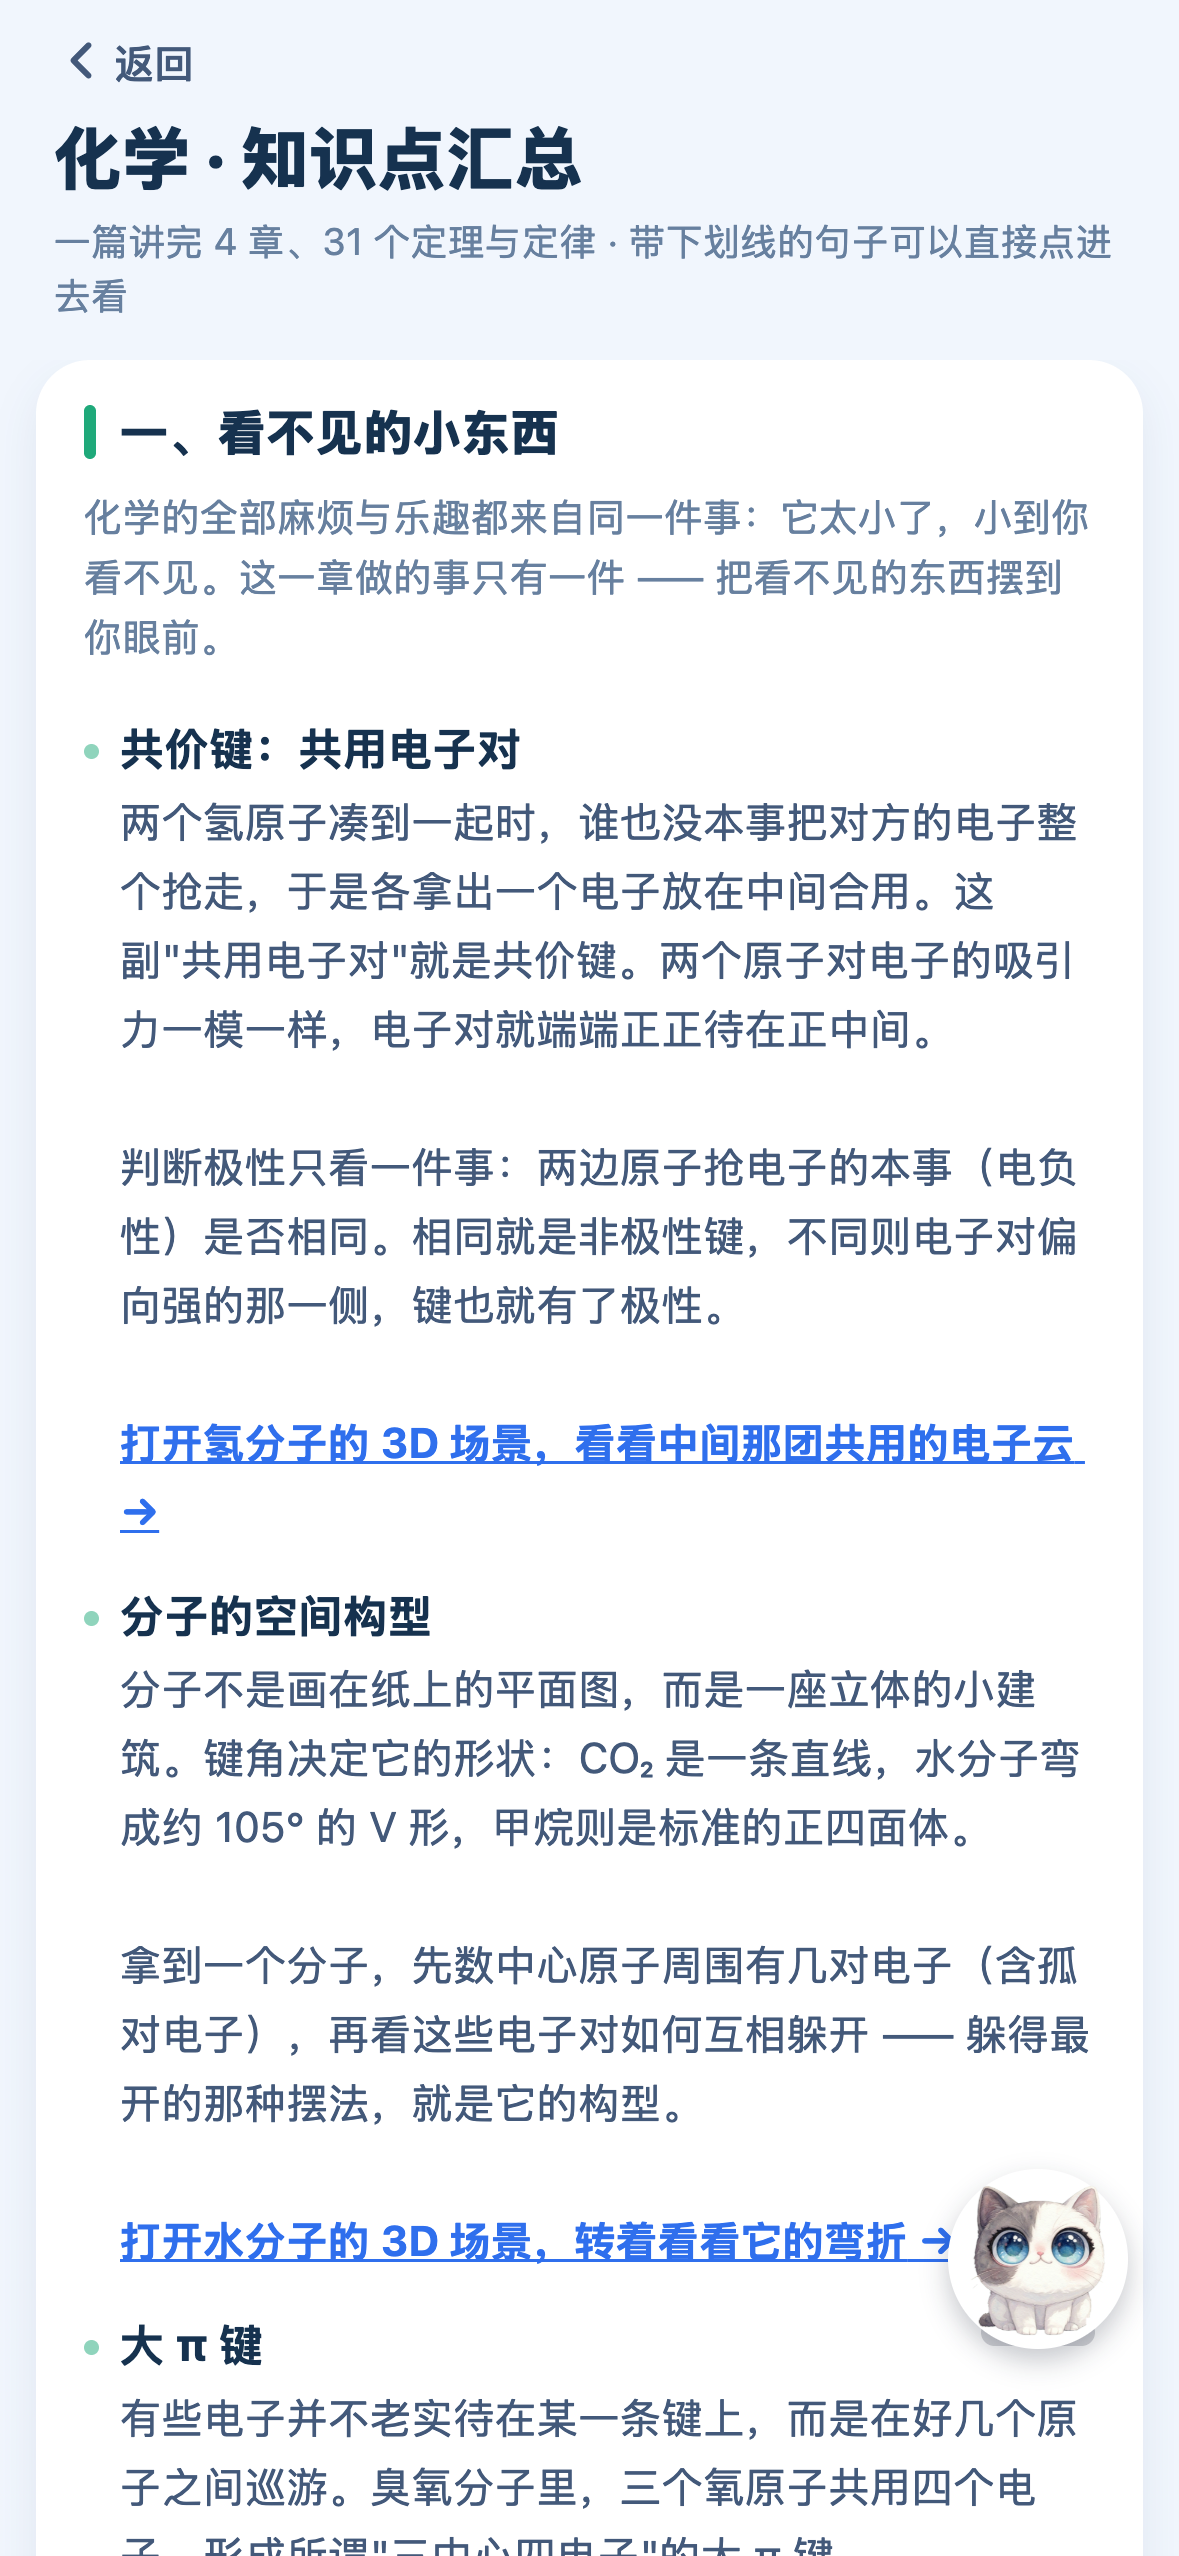 返回
化学 · 知识点汇总
一篇讲完 4 章、31 个定理与定律 · 带下划线的句子可以直接点进
去看
一、看不见的小东西
化学的全部麻烦与乐趣都来自同一件事：它太小了，小到你
看不见。这一章做的事只有一件 —— 把看不见的东西摆到
你眼前。
共价键：共用电子对
两个氢原子凑到一起时，谁也没本事把对方的电子整
个抢走，于是各拿出一个电子放在中间合用。这
副"共用电子对"就是共价键。两个原子对电子的吸引
力一模一样，电子对就端端正正待在正中间。
判断极性只看一件事：两边原子抢电子的本事（电负
性）是否相同。相同就是非极性键，不同则电子对偏
向强的那一侧，键也就有了极性。
打开氢分子的 3D 场景，看看中间那团共用的电子云
→
分子的空间构型
分子不是画在纸上的平面图，而是一座立体的小建
筑。键角决定它的形状：CO₂ 是一条直线，水分子弯
成约 105° 的 V 形，甲烷则是标准的正四面体。
拿到一个分子，先数中心原子周围有几对电子（含孤
对电子），再看这些电子对如何互相躲开 —— 躲得最
开的那种摆法，就是它的构型。
打开水分子的 3D 场景，转着看看它的弯折 →
大 π 键
有些电子并不老实待在某一条键上，而是在好几个原
子之间巡游。臭氧分子里，三个氧原子共用四个电
子，形成所谓"三中心四电子"的大 π 键